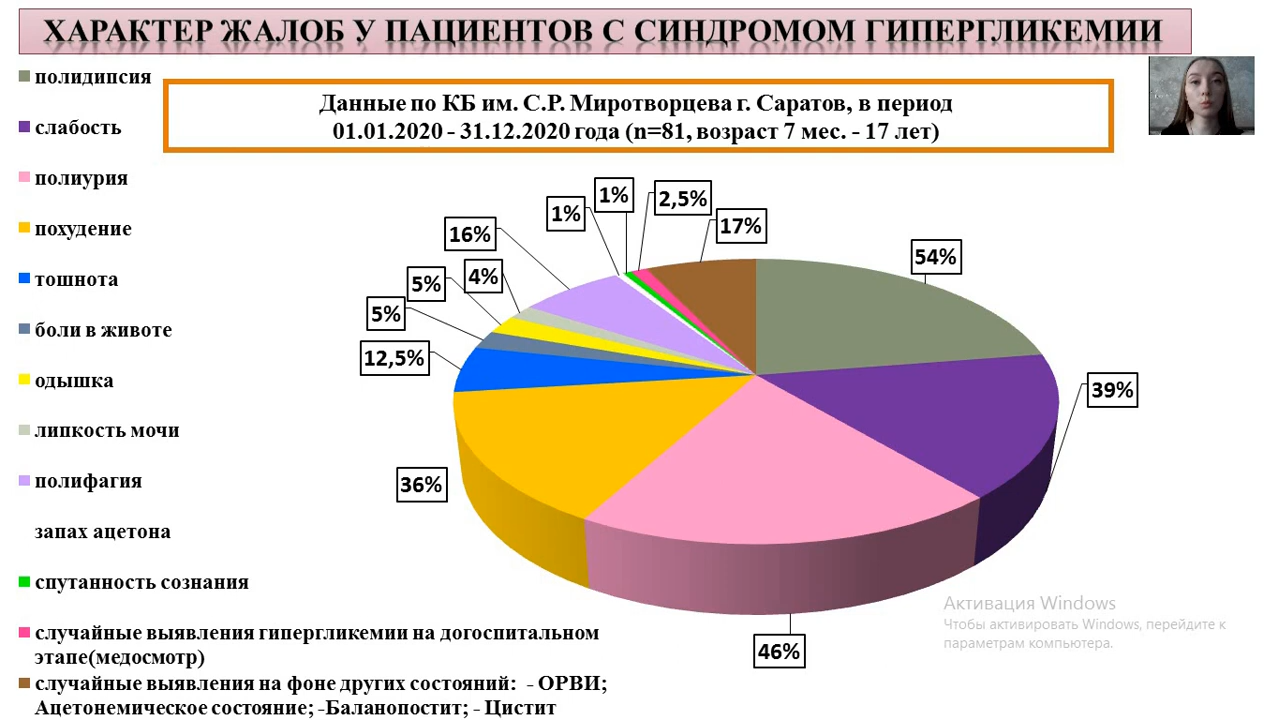 ХАРАКТЕР ЖАЛОБ У ПАЦИЕНТОВ С СИНДРОМОМ ГИПЕРГЛИКЕМИИ
Данные по КБ им. С.Р. Миротворцева г. Саратов, в период
01.01.2020 - 31.12.2020 года (n=81, возраст 7 мес. - 17 лет)
полидипсия
слабость
полиурия
похудение
тошнота
боли в животе
одышка
липкость мочи
полифагия
запах ацетона
спутанность сознания
случайные выявления гипергликемии на догоспитальном
этапе(медосмотр)
случайные выявления на фоне других состояний:  - ОРВИ;
Ацетонемическое состояние; -Баланопостит; - Цистит
54%
39%
46%
36%
12,5%
5%
5%
4%
16%
1%
1%
2,5%
17%
Активация Windows
Чтобы активировать Windows, перейдите к
параметрам компьютера.